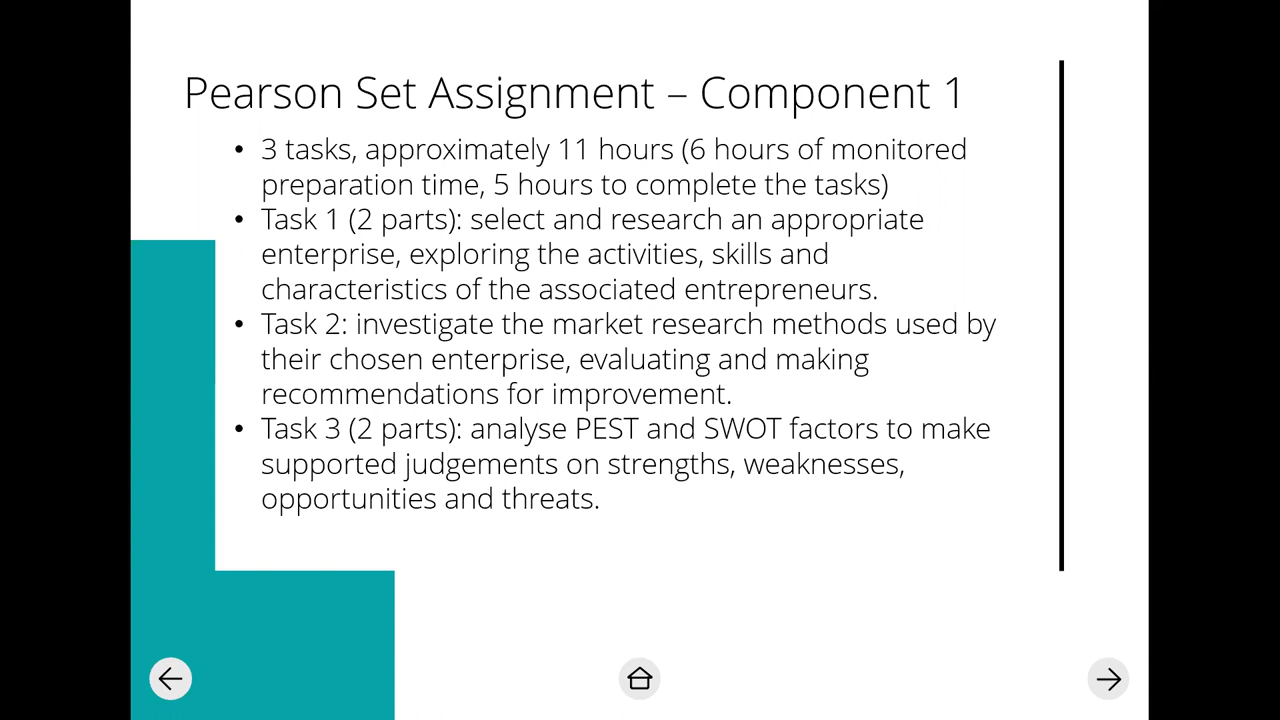 Pearson Set Assignment – Component 1
• 3 tasks, approximately 11 hours (6 hours of monitored
preparation time, 5 hours to complete the tasks)
• Task 1 (2 parts): select and research an appropriate
enterprise, exploring the activities, skills and
characteristics of the associated entrepreneurs.
• Task 2: investigate the market research methods used by
their chosen enterprise, evaluating and making
recommendations for improvement.
• Task 3 (2 parts): analyse PEST and SWOT factors to make
supported judgements on strengths, weaknesses,
opportunities and threats.